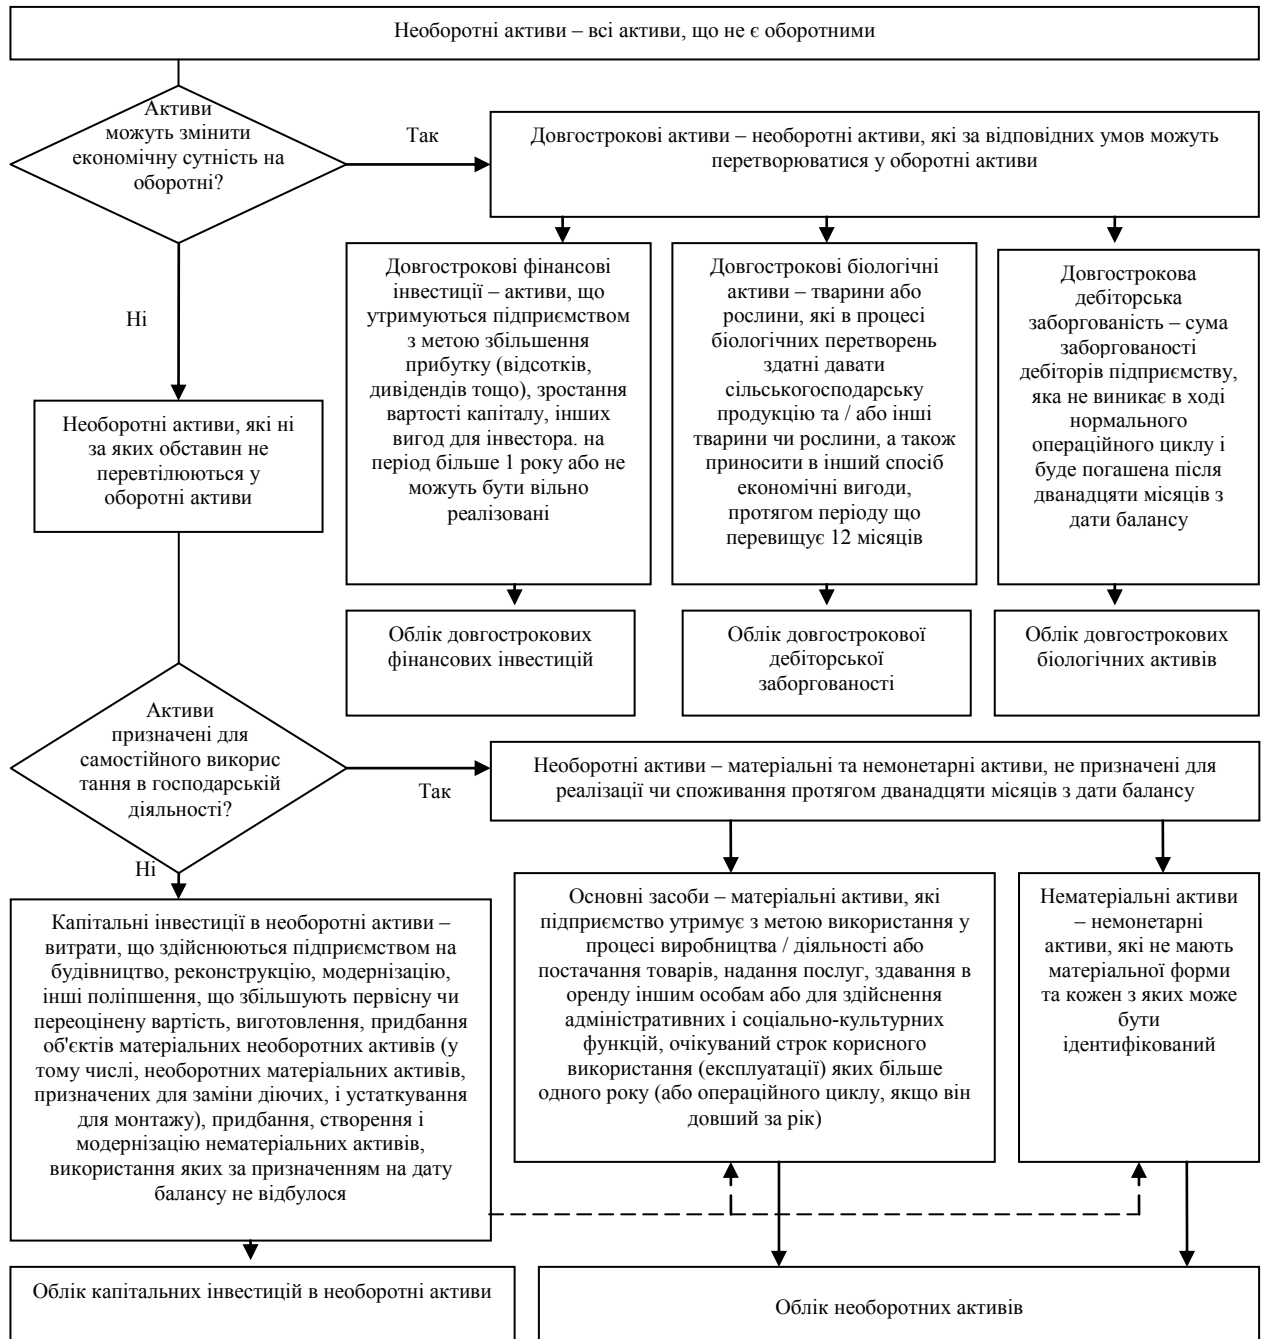 Необоротні активи – всі активи, що не є оборотними
Активи
можуть змінити
економічну сутність на
оборотні?
Так
Довгострокові активи – необоротні активи, які за відповідних умов можуть
перетворюватися у оборотні активи
Ні
Довгострокові фінансові
інвестиції – активи, що
утримуються підприємством
з метою збільшення
прибутку (відсотків,
дивідендів тощо), зростання
вартості капіталу, інших
вигод для інвестора. на
період більше 1 року або не
можуть бути вільно
реалізовані
Довгострокові біологічні
активи – тварини або
рослини, які в процесі
біологічних перетворень
здатні давати
сільськогосподарську
продукцію та / або інші
тварини чи рослини, а також
приносити в інший спосіб
економічні вигоди,
протягом періоду що
перевищує 12 місяців
Довгострокова
дебіторська
заборгованість – сума
заборгованості
дебіторів підприємству,
яка не виникає в ході
нормального
операційного циклу і
буде погашена після
дванадцяти місяців з
дати балансу
Необоротні активи, які ні
за яких обставин не
перевтілюються у
оборотні активи
Облік довгострокових
фінансових інвестицій
Облік довгострокової
дебіторської
заборгованості
Облік довгострокових
біологічних активів
Активи
призначені для
самостійного викорис
тання в господарській
діяльності?
Так
Необоротні активи – матеріальні та немонетарні активи, не призначені для
реалізації чи споживання протягом дванадцяти місяців з дати балансу
Ні
Капітальні інвестиції в необоротні активи –
витрати, що здійснюються підприємством на
будівництво, реконструкцію, модернізацію,
інші поліпшення, що збільшують первісну чи
переоцінену вартість, виготовлення, придбання
об'єктів матеріальних необоротних активів (у
тому числі, необоротних матеріальних активів,
призначених для заміни діючих, і устаткування
для монтажу), придбання, створення і
модернізацію нематеріальних активів,
використання яких за призначенням на дату
балансу не відбулося
Основні засоби – матеріальні активи, які
підприємство утримує з метою використання у
процесі виробництва / діяльності або
постачання товарів, надання послуг, здавання в
оренду іншим особам або для здійснення
адміністративних і соціально-культурних
функцій, очікуваний строк корисного
використання (експлуатації) яких більше
одного року (або операційного циклу, якщо він
довший за рік)
Нематеріальні активи
– немонетарні
активи, які не мають
матеріальної форми
та кожен з яких може
бути
ідентифікований
Облік капітальних інвестицій в необоротні активи
Облік необоротних активів